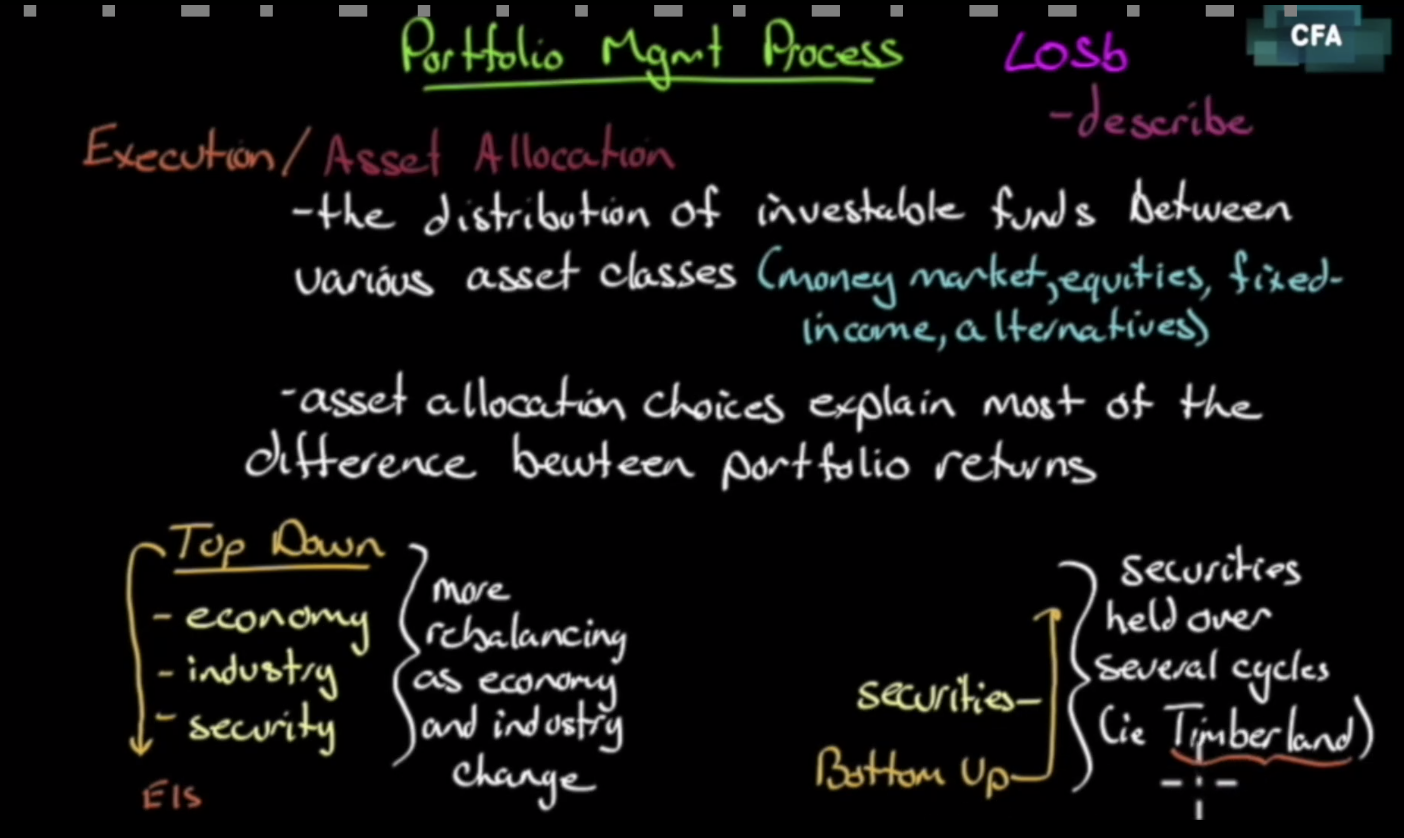 Portfolio Mgmt Process
LOSb
CFA
-describe
Execution/Asset Allocation
-the distribution of investable funds between
various asset classes (money market, equities, fixed-
income, alternatives)
-asset allocation choices explain most of the
difference bewteen portfolio returns
Top Down
- economy
- industry
- security
EIS
more
rebalancing
as economy
and industry
change
securities-
Bottom Up
securities
held over
several cycles
(ie Timberland)